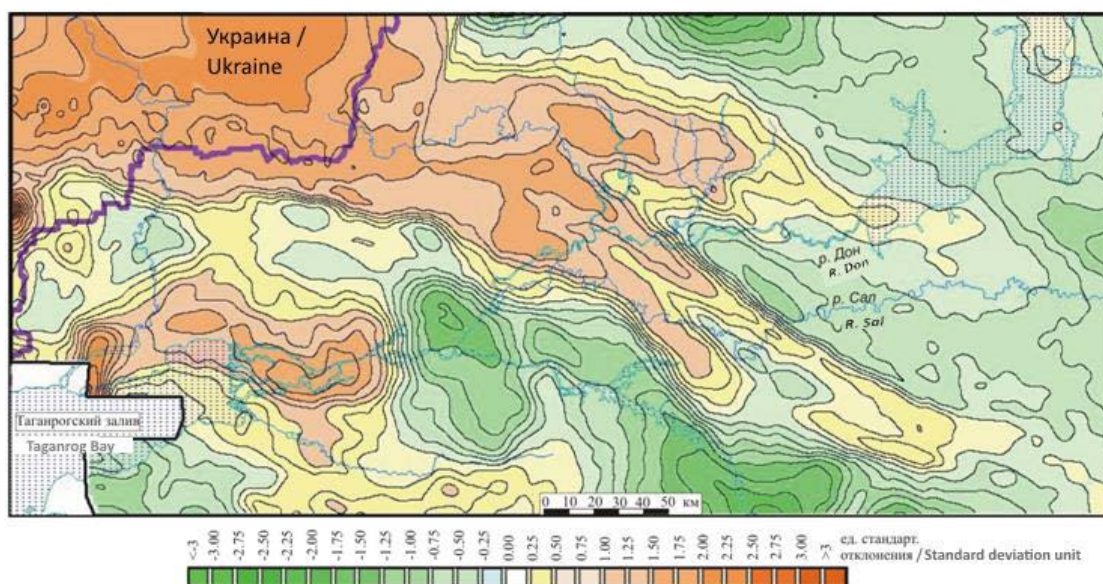 Украина /
Ukraine
р. Дон
R. Don
р. Сал
R. Sal
Таганрогский залив
Taganrog Bay
0 10 20 30 40 50 км
<-3
-3.00
-2.75
-2.50
-2.25
-2.00
-1.75
-1.50
-1.25
-1.00
-0.75
-0.50
-0.25
0.00
0.25
0.50
0.75
1.00
1.25
1.50
1.75
2.00
2.25
2.50
2.75
3.00
>3
ед. стандарт.
отклонения / Standard deviation unit